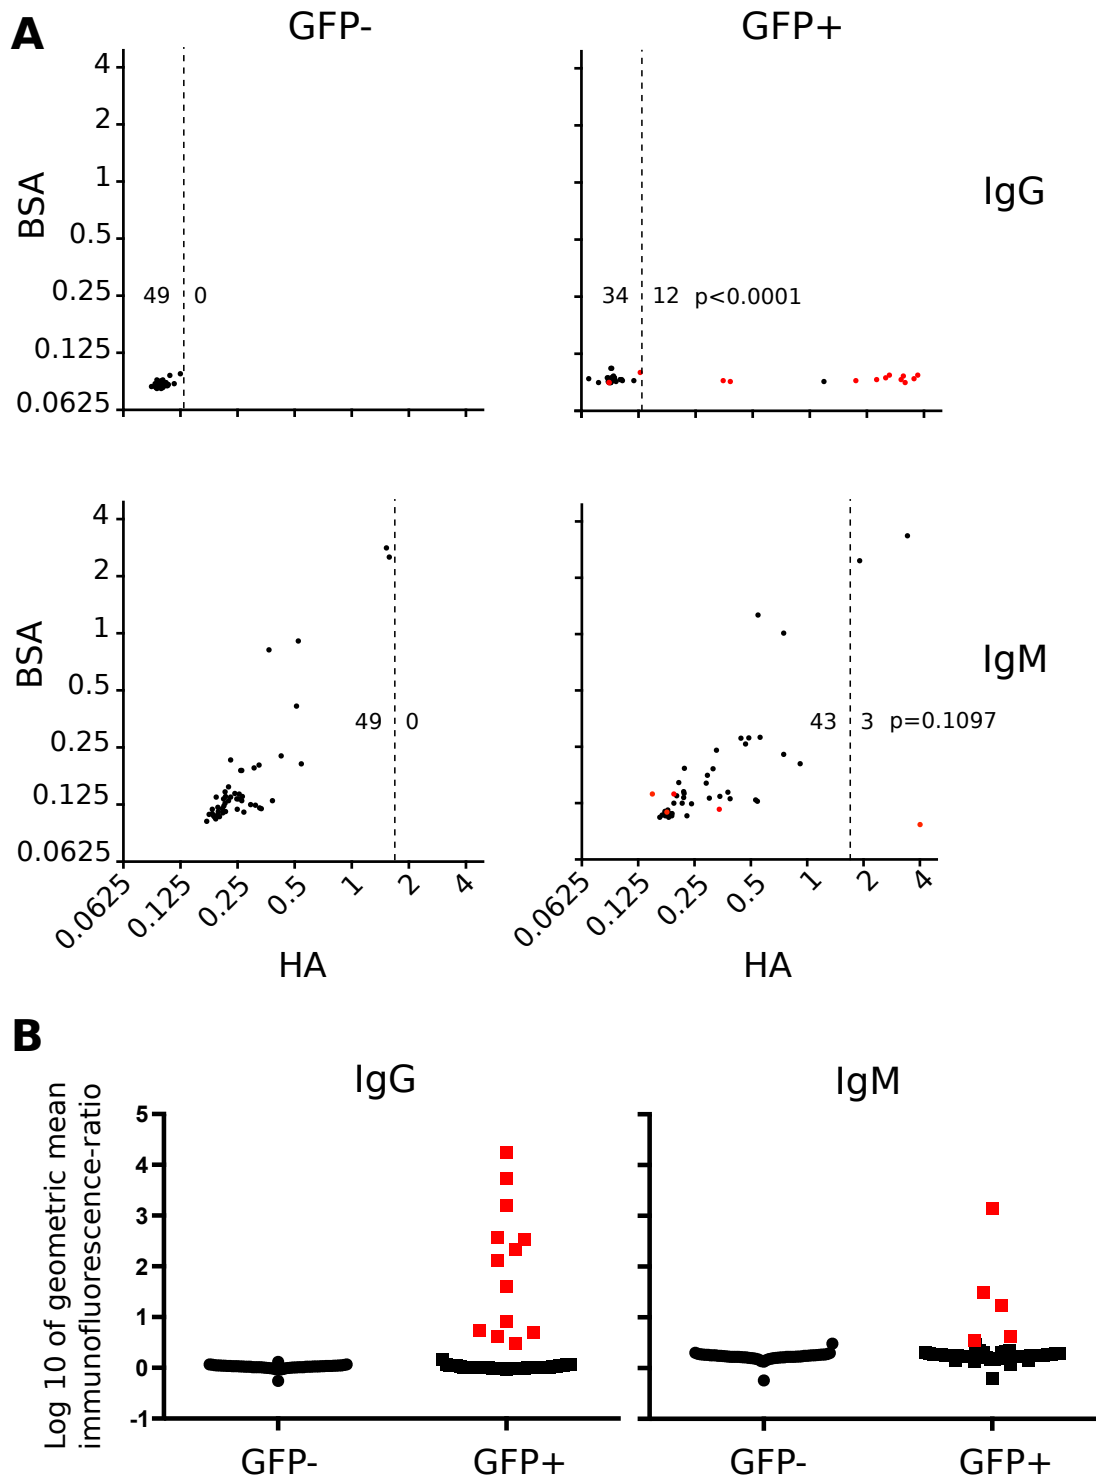 A
GFP-
GFP+
4
2
1
0.5
0.25
0.125
0.0625
BSA
49 0
34 12 p<0.0001
IgG
4
2
1
0.5
0.25
0.125
0.0625
BSA
49 0
43 3 p=0.1097
IgM
0.0625 0.125 0.25 0.5 1 2 4
0.0625 0.125 0.25 0.5 1 2 4
HA
HA
B
IgG
IgM
Log 10 of geometric mean
immunofluorescence-ratio
5
4
3
2
1
0
-1
GFP-
GFP+
GFP-
GFP+